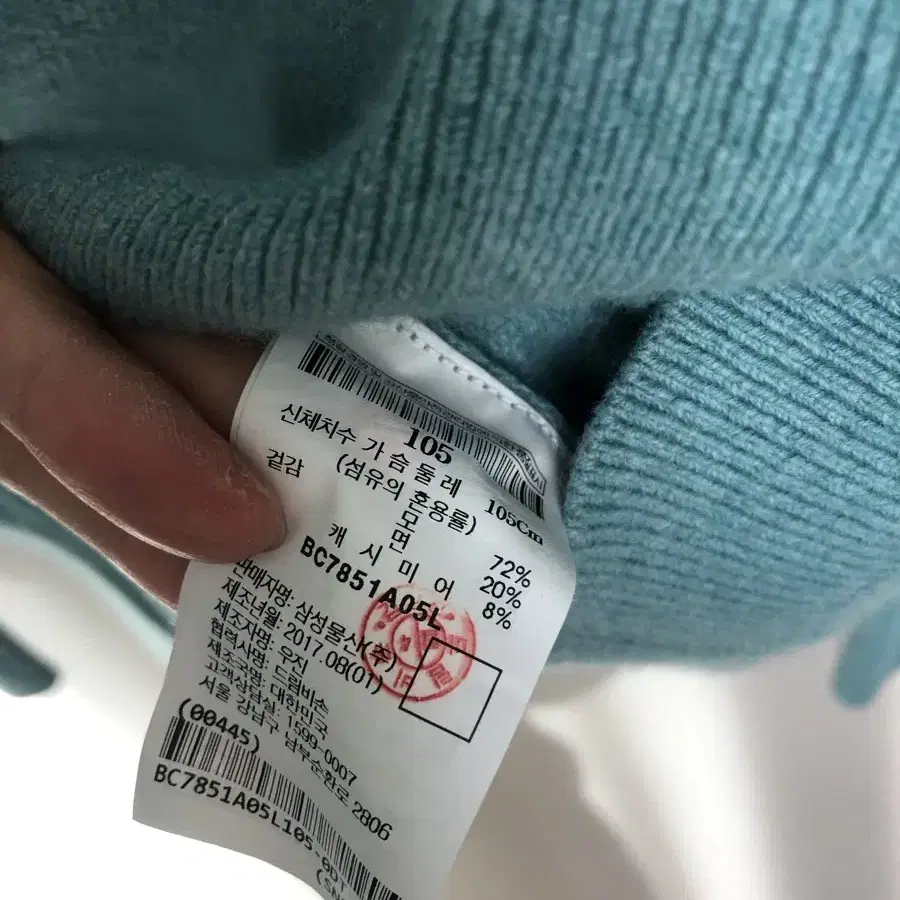 105
신체치수 가슴둘레 105Cm
겉감 (섬유의 혼용률)
모 72%
면 20%
캐시미어 8%
BC7851A05L
판매자명: 삼성물산(주)
제조년월: 2017.08(01)
제조자명: 우진
협력사명: 드림비손
제조국명: 대한민국
고객상담실: 1599-0007
서울 강남구 남부순환로 2806
(00445)
BC7851A05L105-0DT